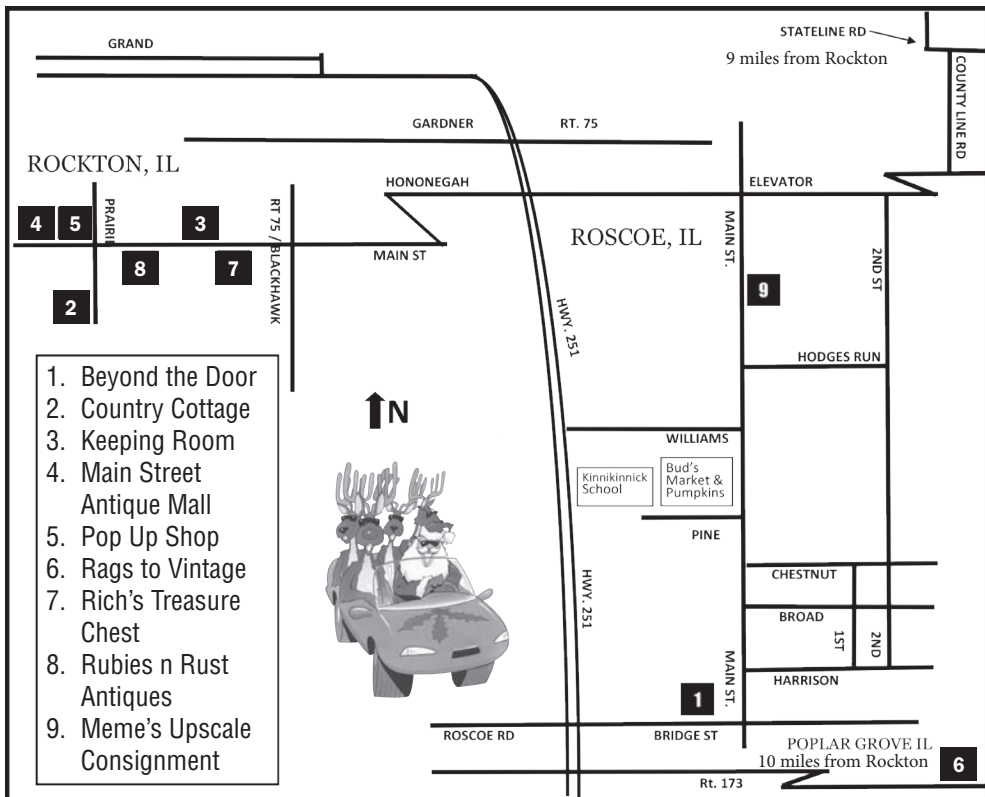 GRAND
STATELINE RD
9 miles from Rockton
COUNTY LINE RD
GARDNER
RT. 75
ROCKTON, IL
HONONEGAH
ELEVATOR
4
5
PRAIRIE
3
RT 75 / BLACKHAWK
MAIN ST
ROSCOE, IL
MAIN ST.
2ND ST
8
7
9
2
HWY. 251
HODGES RUN
1. Beyond the Door
2. Country Cottage
3. Keeping Room
4. Main Street
Antique Mall
5. Pop Up Shop
6. Rags to Vintage
7. Rich's Treasure
Chest
8. Rubies n Rust
Antiques
9. Meme's Upscale
Consignment
N
WILLIAMS
Kinnikinnick
School
Bud's
Market &
Pumpkins
PINE
HWY. 251
CHESTNUT
BROAD
1ST
2ND
MAIN ST.
HARRISON
1
ROSCOE RD
BRIDGE ST
POPLAR GROVE IL
10 miles from Rockton
6
Rt. 173